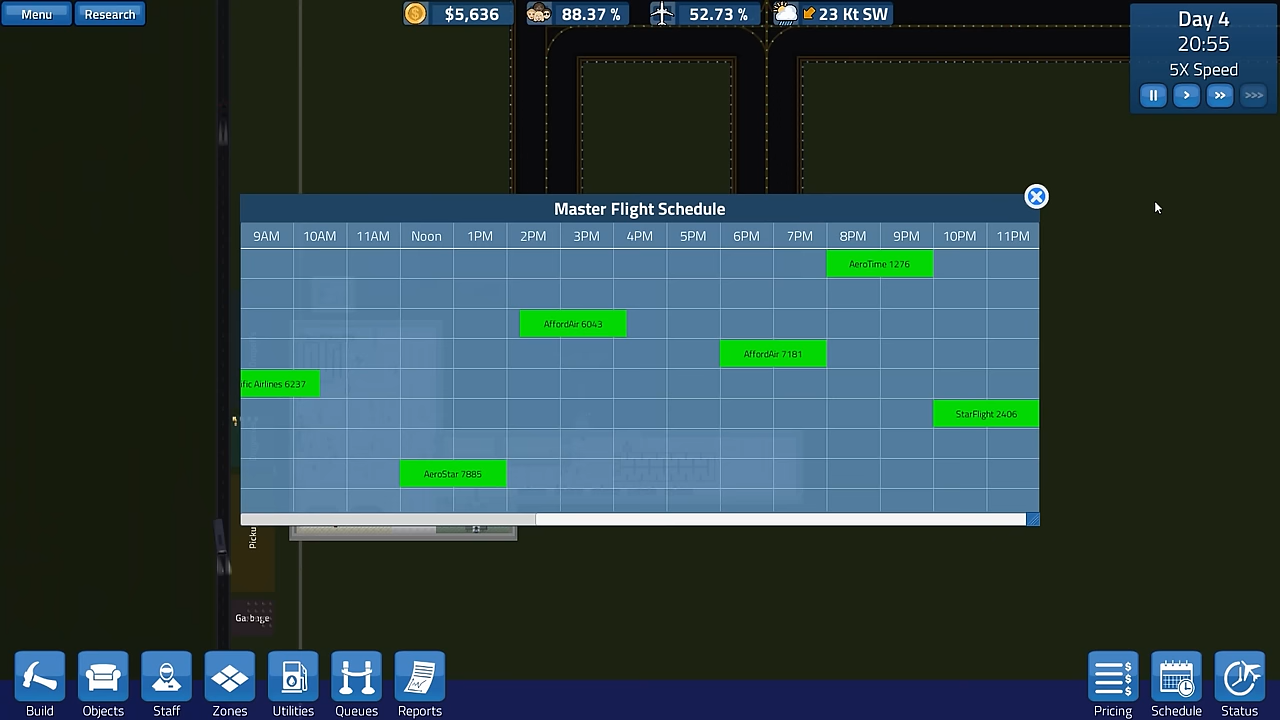 Menu
Research
$5,636
88.37 %
52.73 %
23 Kt SW
Day 4
20:55
5X Speed
Master Flight Schedule
9AM 10AM 11AM Noon 1PM 2PM 3PM 4PM 5PM 6PM 7PM 8PM 9PM 10PM 11PM
AeroTime 1276
AffordAir 6043
AffordAir 7181
ific Airlines 6237
StarFlight 2406
AeroStar 7885
Picku
Garbage
Build
Objects
Staff
Zones
Utilities
Queues
Reports
Pricing
Schedule
Status